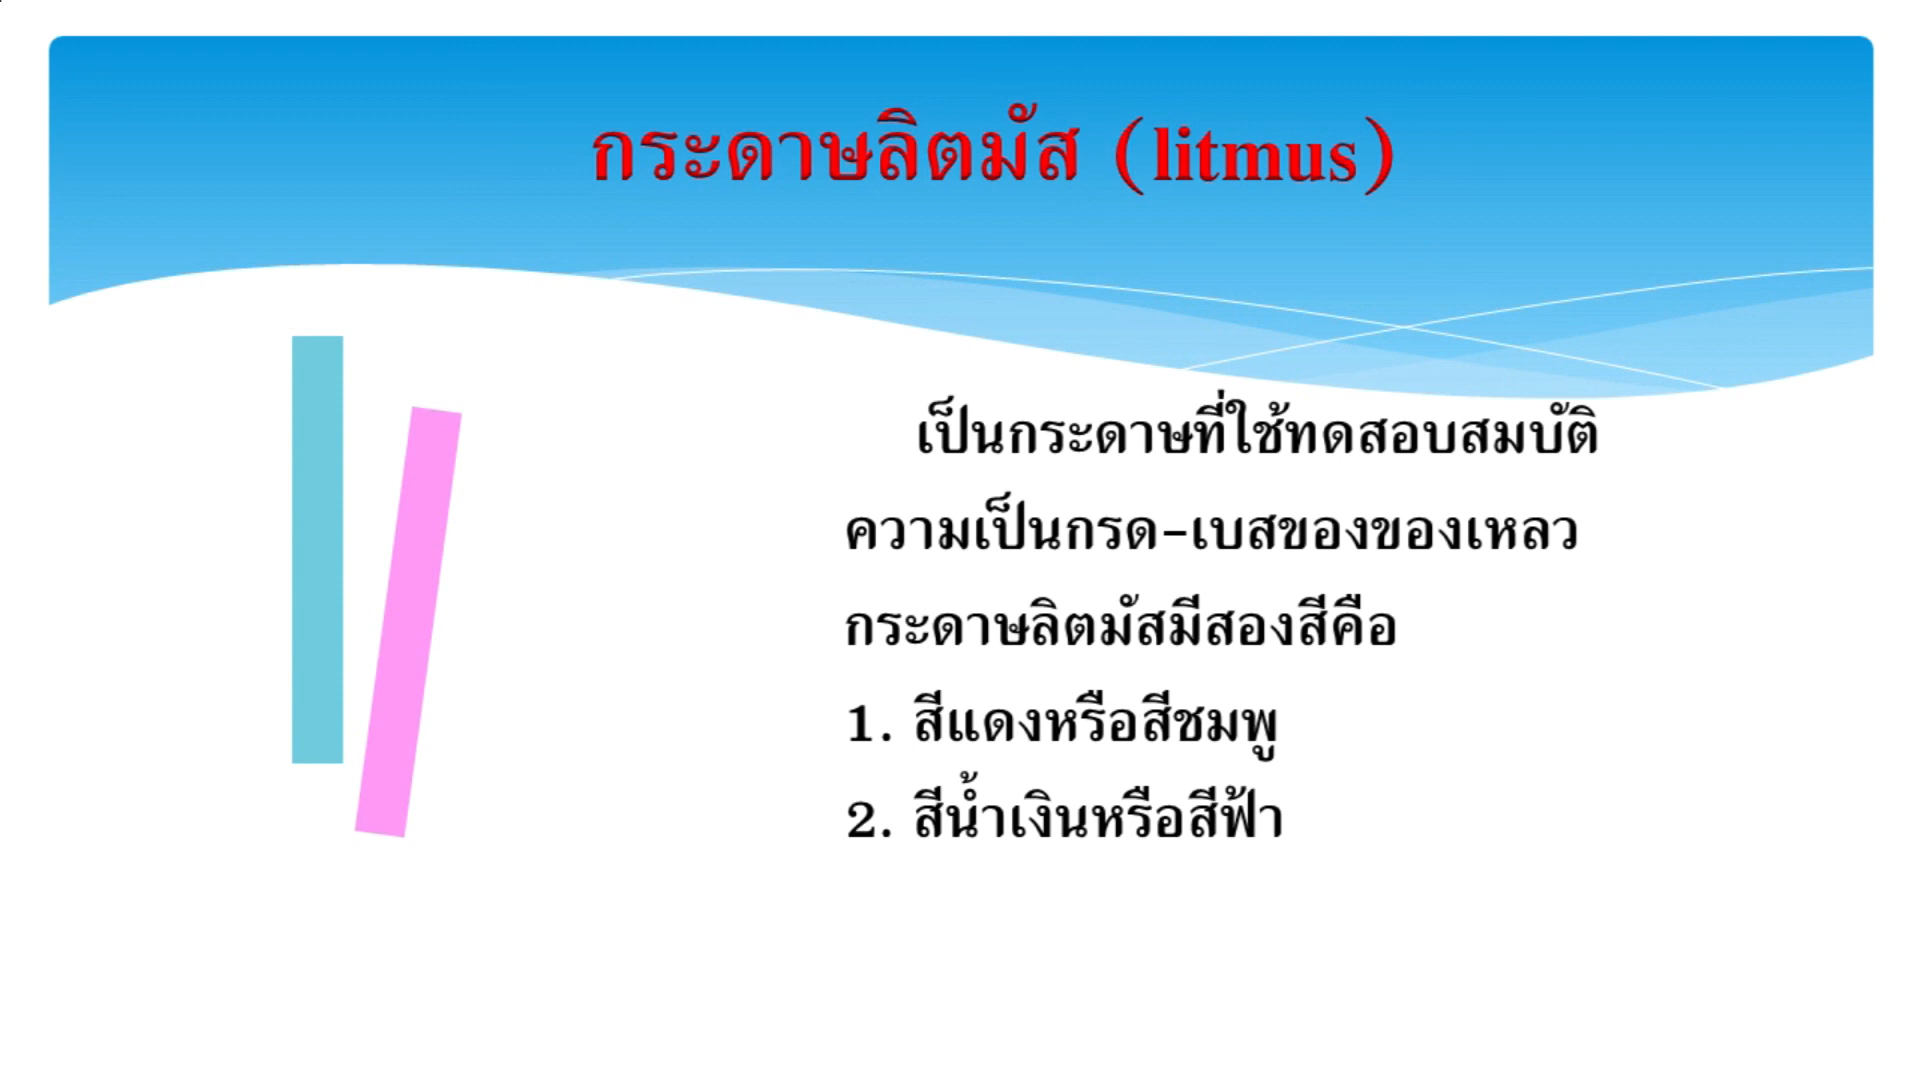 กระดาษลิตมัส (litmus)
เป็นกระดาษที่ใช้ทดสอบสมบัติ
ความเป็นกรด-เบสของของเหลว
กระดาษลิตมัสมีสองสีคือ
1. สีแดงหรือสีชมพู
2. สีน้ำเงินหรือสีฟ้า